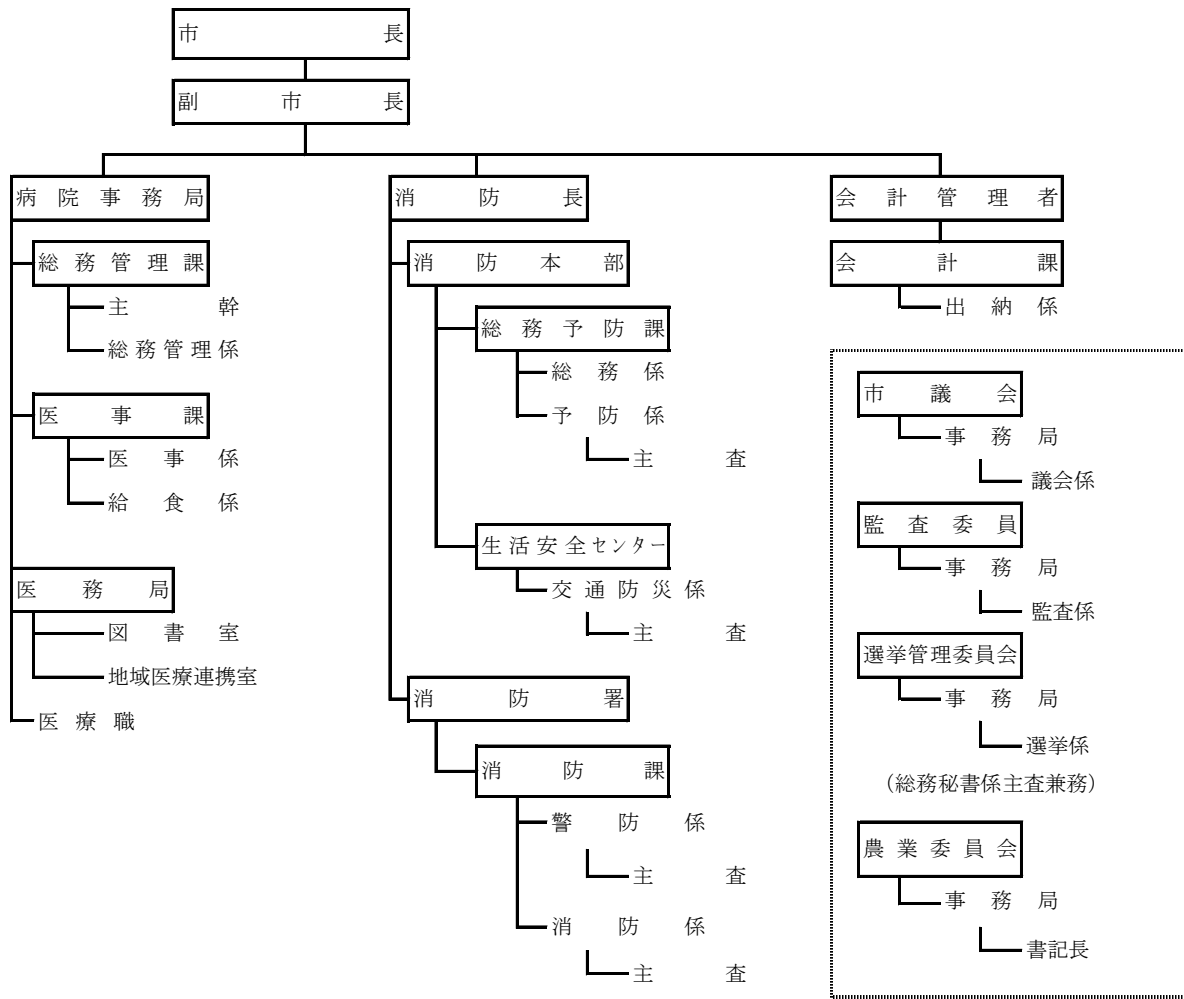 市長
副市長
病院事務局
総務管理課
主幹
総務管理係
医事課
医事係
給食係
医務局
図書室
地域医療連携室
医療職
消防長
消防本部
総務予防課
総務係
予防係
主査
生活安全センター
交通防災係
主査
消防署
消防課
警防係
主査
消防係
主査
会計管理者
会計課
出納係
市議会
事務局
議会係
監査委員
事務局
監査係
選挙管理委員会
事務局
選挙係
（総務秘書係主査兼務）
農業委員会
事務局
書記長